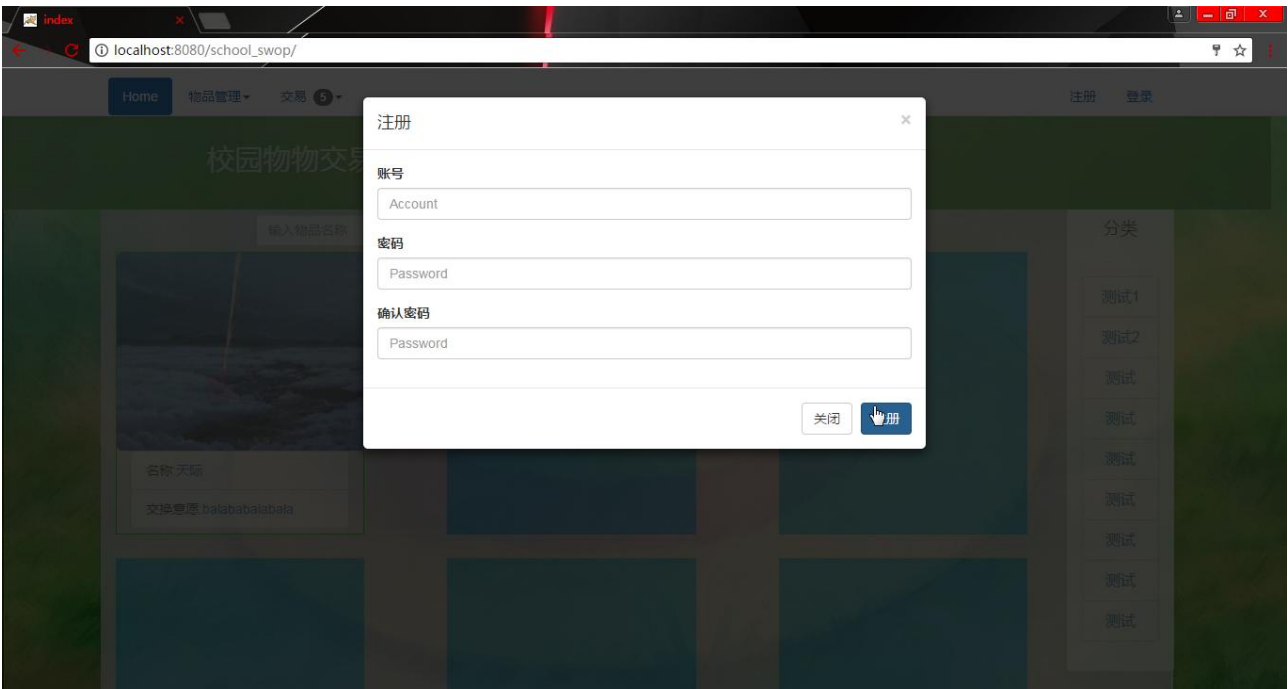 index
localhost:8080/school_swop/
Home 物品管理 交易 5 注册 登录
校园物物交易
注册 ×
账号
Account
密码
Password
确认密码
Password
关闭 册
输入物品名称
名称:天际
交换意愿:balababalabala
分类
测试1
测试2
测试
测试
测试
测试
测试
测试
测试